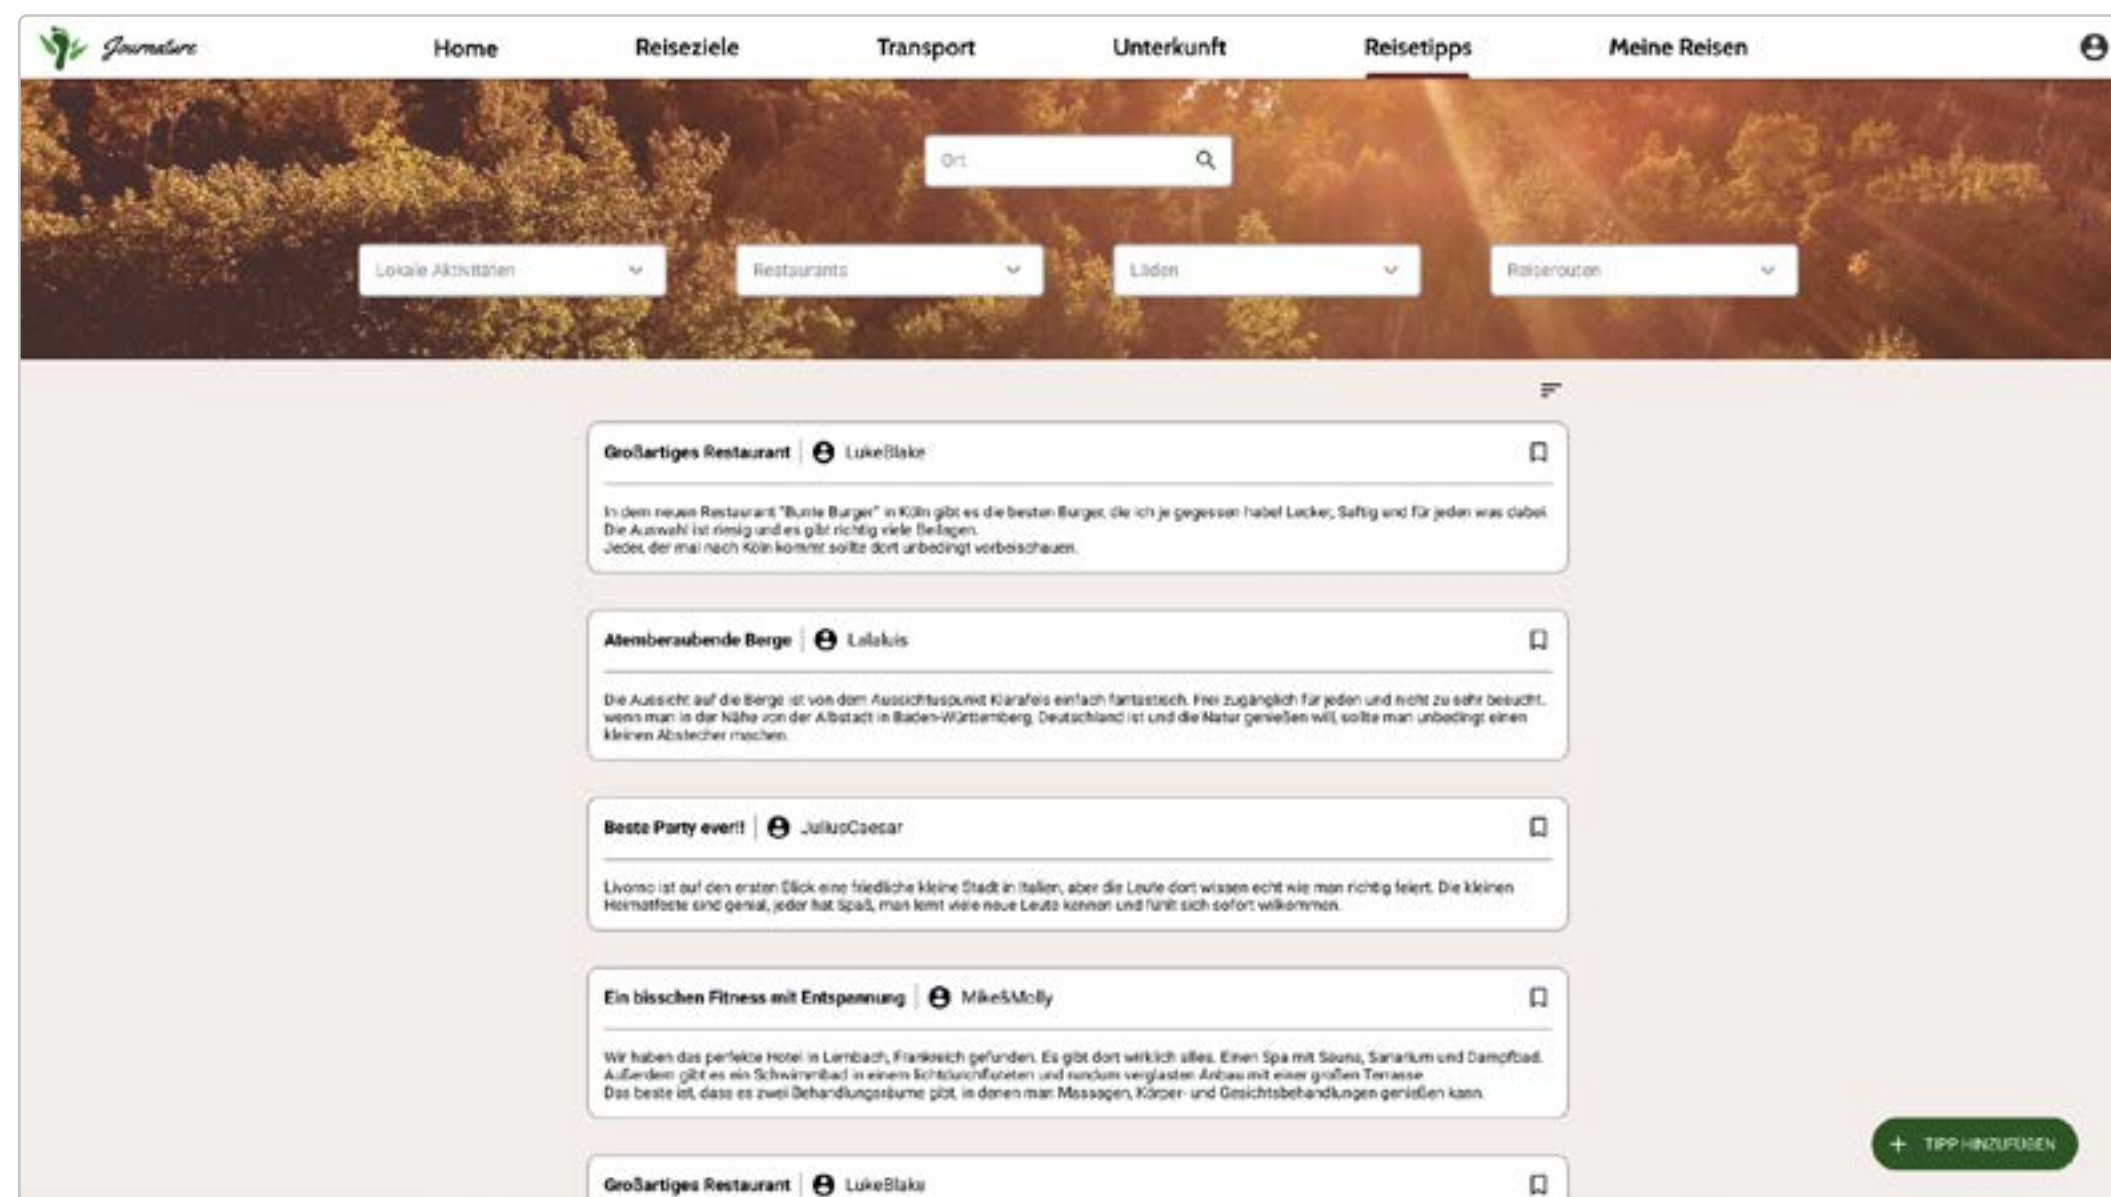 Journature
Home
Reiseziele
Transport
Unterkunft
Reisetipps
Meine Reisen
Ort
Lokale Aktivitäten
Restaurants
Läden
Reiserouten
Großartiges Restaurant
LukeBlake
In dem neuen Restaurant "Bunte Burger" in Köln gibt es die besten Burger, die ich je gegessen habe! Lecker, Saftig und für jeden was dabei.
Die Auswahl ist riesig und es gibt richtig viele Beilagen.
Jeder, der mal nach Köln kommt sollte dort unbedingt vorbeischauen.
Atemberaubende Berge
Lalaluis
Die Aussicht auf die Berge ist von dem Aussichtuspunkt Klarafels einfach fantastisch. Frei zugänglich für jeden und nicht zu sehr besucht.
wenn man in der Nähe von der Albstadt in Baden-Württemberg, Deutschland ist und die Natur genießen will, sollte man unbedingt einen
kleinen Abstecher machen.
Beste Party ever!!
JuliusCaesar
Livorno ist auf den ersten Blick eine friedliche kleine Stadt in Italien, aber die Leute dort wissen echt wie man richtig feiert. Die kleinen
Heimatfeste sind genial, jeder hat Spaß, man lernt viele neue Leute kennen und fühlt sich sofort wilkommen.
Ein bisschen Fitness mit Entspannung
Mike&Molly
Wir haben das perfekte Hotel in Lembach, Frankreich gefunden. Es gibt dort wirklich alles. Einen Spa mit Sauna, Sanarium und Dampfbad.
Außerdem gibt es ein Schwimmbad in einem lichtdurchfluteten und rundum verglasten Anbau mit einer großen Terrasse
Das beste ist, dass es zwei Behandlungsräume gibt, in denen man Massagen, Körper- und Gesichtsbehandlungen genießen kann.
+ TIPP HINZUFÜGEN
Großartiges Restaurant
LukeBlake